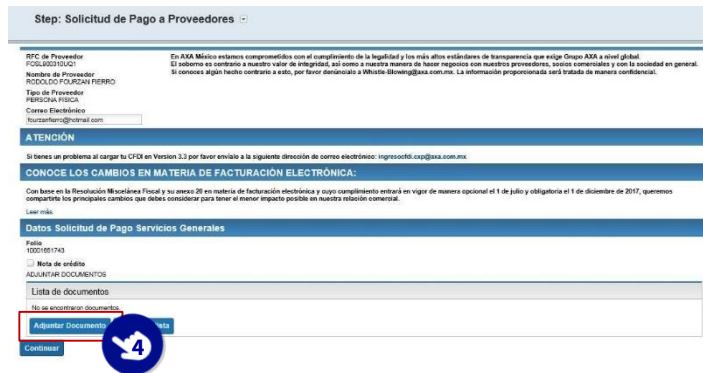 Step: Solicitud de Pago a Proveedores
RFC de Proveedor
FOSL900310UQ1
En AXA México estamos comprometidos con el cumplimiento de la legalidad y los más altos estándares de transparencia que exige Grupo AXA a nivel global.
El soborno es contrario a nuestro valor de integridad, así como a nuestra manera de hacer negocios con nuestros proveedores, socios comerciales y con la sociedad en general.
Si conoces algún hecho contrario a esto, por favor denúncialo a Whistle-Blowing@axa.com.mx. La información proporcionada será tratada de manera confidencial.
Nombre de Proveedor
RODOLDO FOURZAN FIERRO
Tipo de Proveedor
PERSONA FISICA
Correo Electrónico
fourzanfierro@hotmail.com
ATENCIÓN
Si tienes un problema al cargar tu CFDI en Version 3.3 por favor envíalo a la siguiente dirección de correo electrónico: ingresocfdi.cxp@axa.com.mx
CONOCE LOS CAMBIOS EN MATERIA DE FACTURACIÓN ELECTRÓNICA:
Con base en la Resolución Miscelánea Fiscal y su anexo 20 en materia de facturación electrónica y cuyo cumplimiento entrará en vigor de manera opcional el 1 de julio y obligatoria el 1 de diciembre de 2017, queremos
compartirte los principales cambios que debes considerar para tener el menor impacto posible en nuestra relación comercial.
Leer más.
Datos Solicitud de Pago Servicios Generales
Folio
10001651743
Nota de crédito
ADJUNTAR DOCUMENTOS
Lista de documentos
No se encontraron documentos.
Adjuntar Documento
4
Continuar